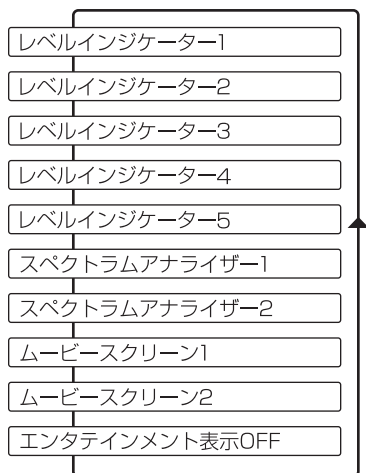 レベルインジケーター1
レベルインジケーター2
レベルインジケーター3
レベルインジケーター4
レベルインジケーター5
スペクトラムアナライザー1
スペクトラムアナライザー2
ムービースクリーン1
ムービースクリーン2
エンタテインメント表示OFF